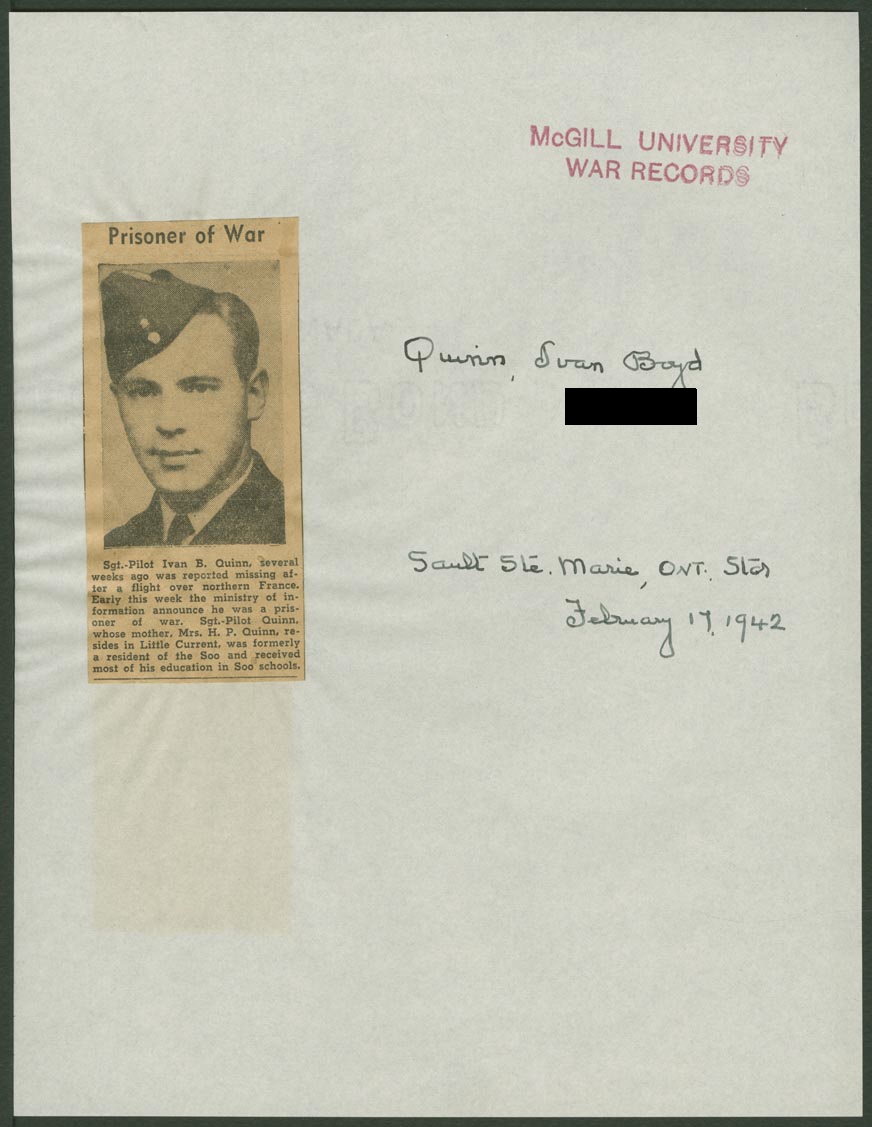 McGILL UNIVERSITY
WAR RECORDS
Prisoner of War
Quinn, Ivan Boyd
Sgt.-Pilot Ivan B. Quinn, several
weeks ago was reported missing af-
ter a flight over northern France.
Early this week the ministry of in-
formation announce he was a pris-
oner of war. Sgt.-Pilot Quinn,
whose mother, Mrs. H. P. Quinn, re-
sides in Little Current, was formerly
a resident of the Soo and received
most of his education in Soo schools.
Sault Ste. Marie, Ont. Star
February 17, 1942